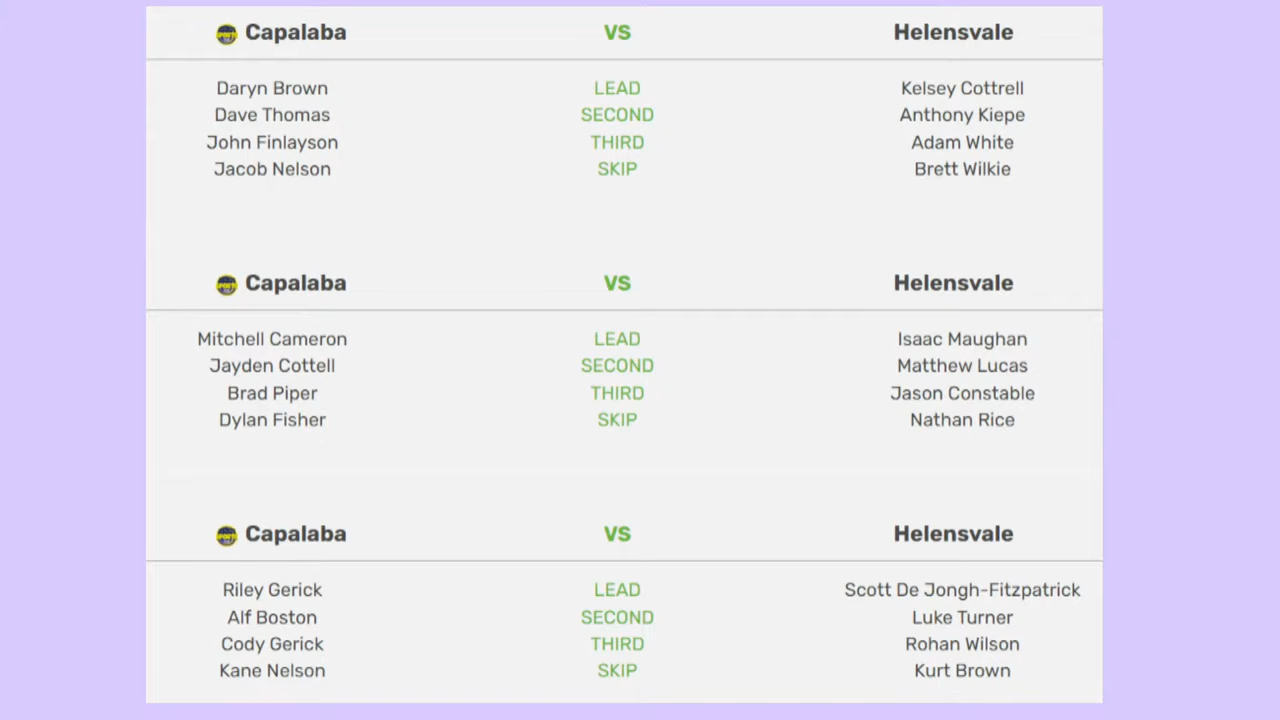 Capalaba VS Helensvale
Daryn Brown LEAD Kelsey Cottrell
Dave Thomas SECOND Anthony Kiepe
John Finlayson THIRD Adam White
Jacob Nelson SKIP Brett Wilkie
Capalaba VS Helensvale
Mitchell Cameron LEAD Isaac Maughan
Jayden Cottell SECOND Matthew Lucas
Brad Piper THIRD Jason Constable
Dylan Fisher SKIP Nathan Rice
Capalaba VS Helensvale
Riley Gerick LEAD Scott De Jongh-Fitzpatrick
Alf Boston SECOND Luke Turner
Cody Gerick THIRD Rohan Wilson
Kane Nelson SKIP Kurt Brown